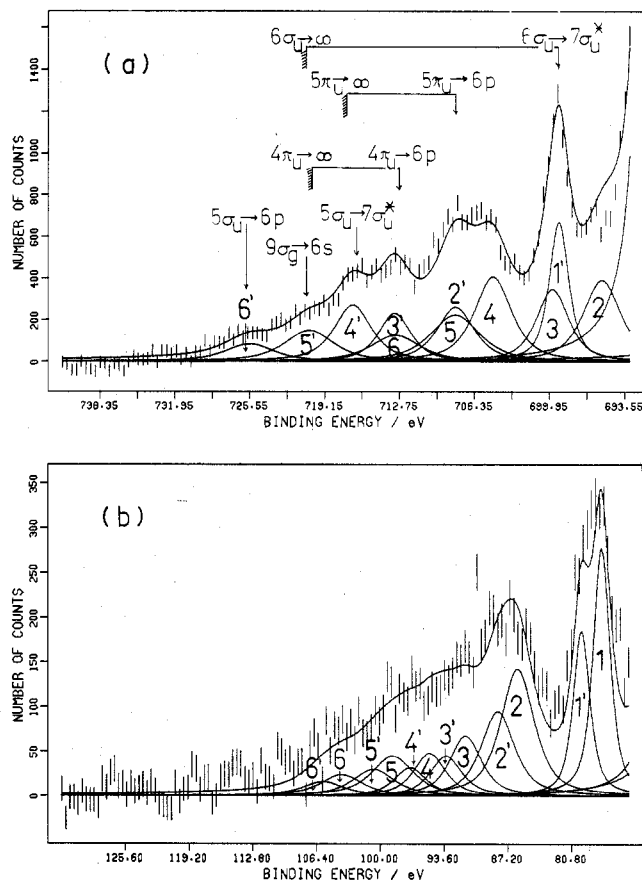 (a)
6σu→∞ 6σu→7σu*
5πu→∞ 5πu→6p
4πu→∞ 4πu→6p
5σu→6p 5σu→7σu*
9σg→6s
6' 5' 4' 3' 6 2' 5 4 1' 3 2
NUMBER OF COUNTS
1400
1000
800
600
400
200
0
738.35 731.95 725.55 719.15 712.75 706.35 699.95 693.55
BINDING ENERGY / eV
(b)
NUMBER OF COUNTS
350
300
250
200
150
100
50
0
6' 6 5' 5 4' 4 3' 3 2' 2 1' 1
125.60 119.20 112.80 106.40 100.00 93.60 87.20 80.80
BINDING ENERGY / eV